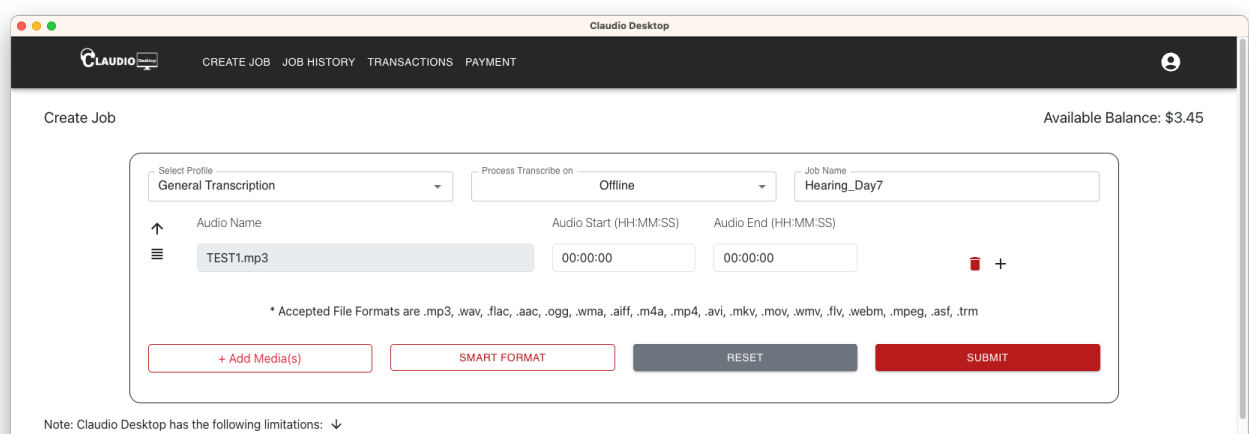 Claudio Desktop
CLAUDIO Desktop CREATE JOB JOB HISTORY TRANSACTIONS PAYMENT
Create Job Available Balance: $3.45
Select Profile Process Transcribe on Job Name
General Transcription Offline Hearing_Day7
Audio Name Audio Start (HH:MM:SS) Audio End (HH:MM:SS)
TEST1.mp3 00:00:00 00:00:00
* Accepted File Formats are .mp3, .wav, .flac, .aac, .ogg, .wma, .aiff, .m4a, .mp4, .avi, .mkv, .mov, .wmv, .flv, .webm, .mpeg, .asf, .trm
+ Add Media(s) SMART FORMAT RESET SUBMIT
Note: Claudio Desktop has the following limitations: